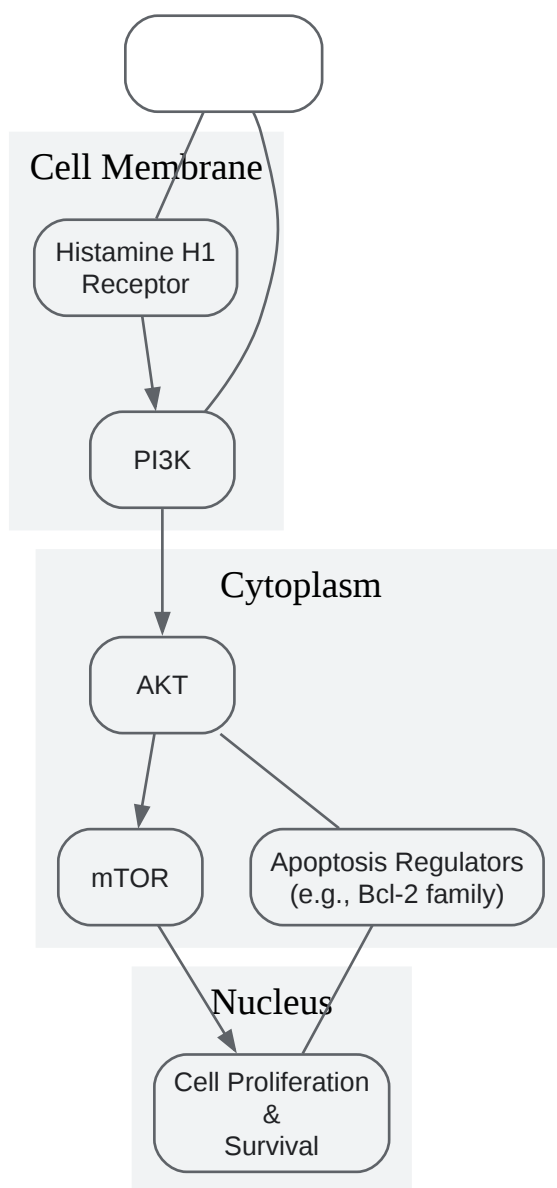 Cell Membrane
Histamine H1
Receptor
PI3K
Cytoplasm
AKT
mTOR
Apoptosis Regulators
(e.g., Bcl-2 family)
Nucleus
Cell Proliferation
&
Survival